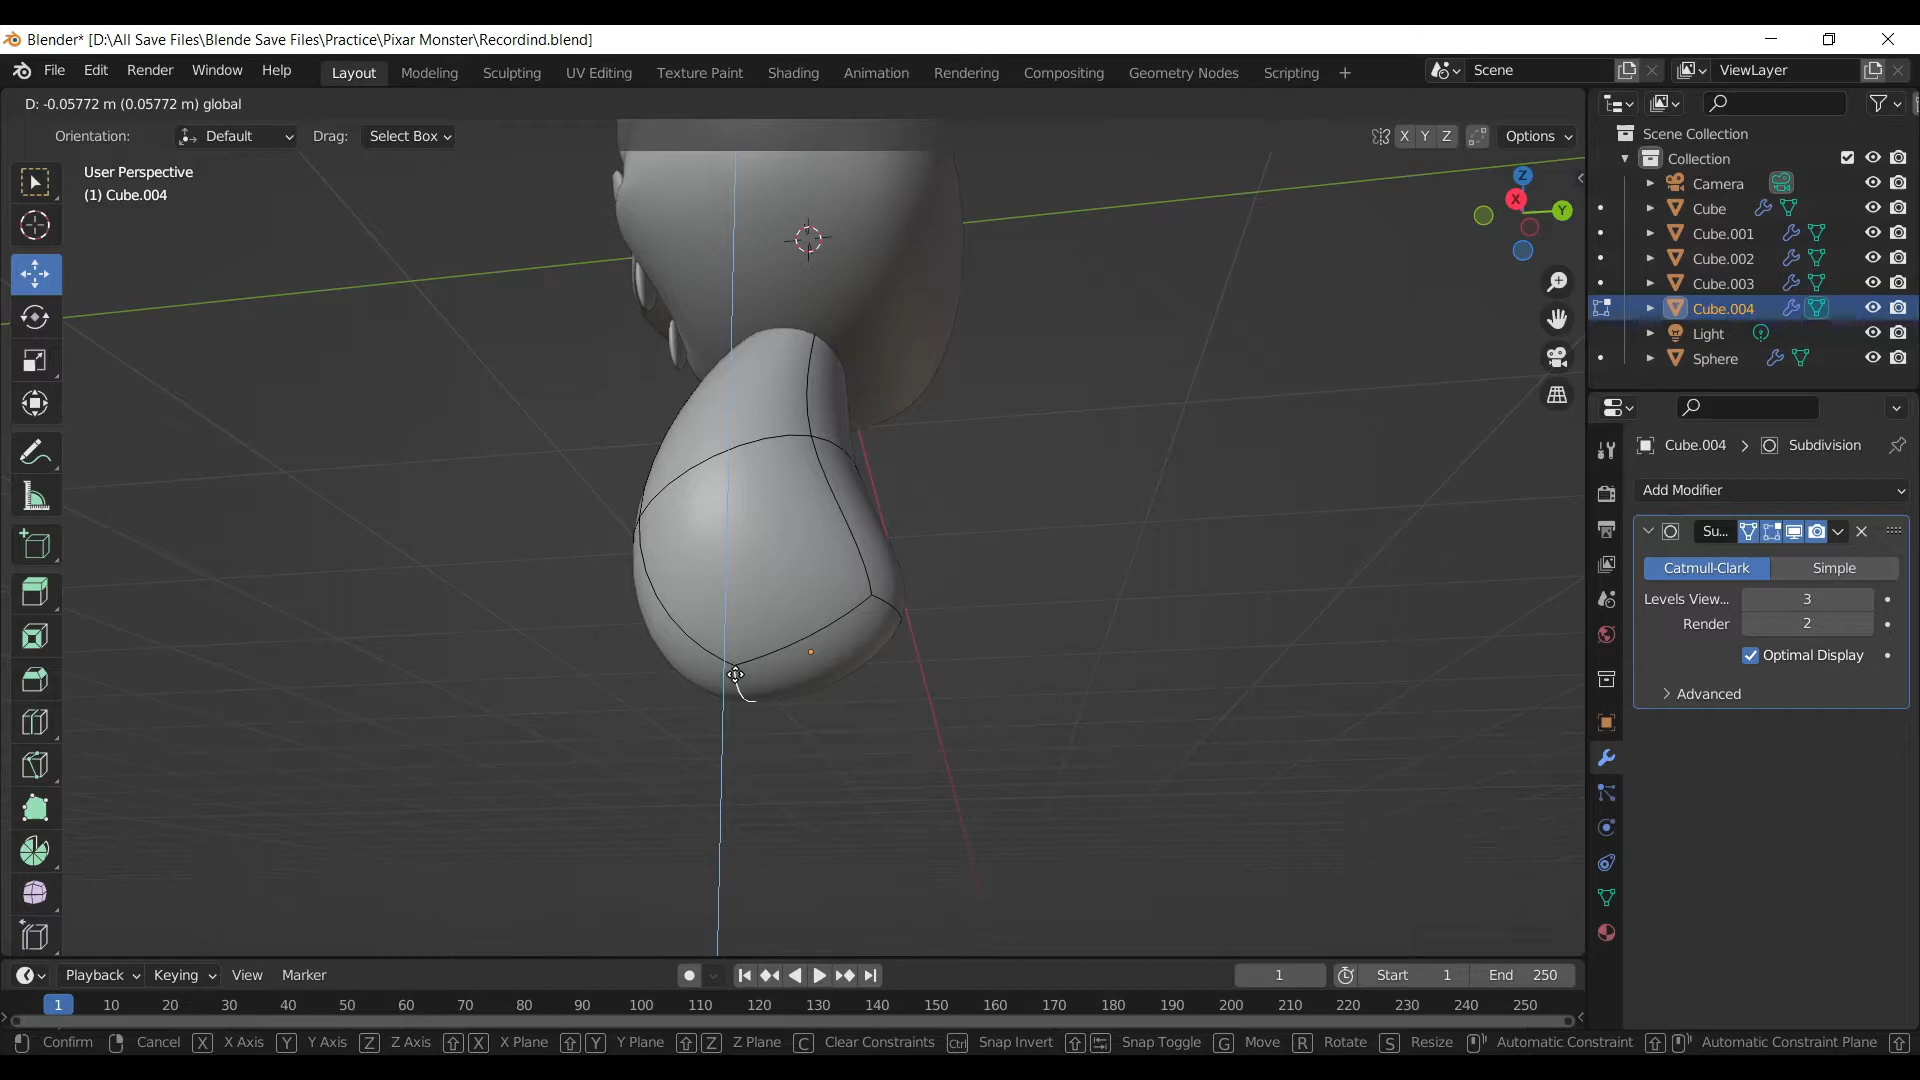 Blender* [D:\All Save Files\Blende Save Files\Practice\Pixar Monster\Recordind.blend]
File Edit Render Window Help Layout Modeling Sculpting UV Editing Texture Paint Shading Animation Rendering Compositing Geometry Nodes Scripting + Scene ViewLayer
D: -0.05772 m (0.05772 m) global
Orientation: Default Drag: Select Box X Y Z Options
User Perspective
(1) Cube.004
Z
X
Y
Scene Collection
Collection
Camera
Cube
Cube.001
Cube.002
Cube.003
Cube.004
Light
Sphere
Cube.004 > Subdivision
Add Modifier
Su...
Catmull-Clark Simple
Levels View... 3
Render 2
Optimal Display
Advanced
Playback Keying View Marker 1 Start 1 End 250
1 10 20 30 40 50 60 70 80 90 100 110 120 130 140 150 160 170 180 190 200 210 220 230 240 250
Confirm Cancel X X Axis Y Y Axis Z Z Axis X X Plane Y Y Plane Z Z Plane C Clear Constraints Ctrl Snap Invert Snap Toggle G Move R Rotate S Resize Automatic Constraint Automatic Constraint Plane